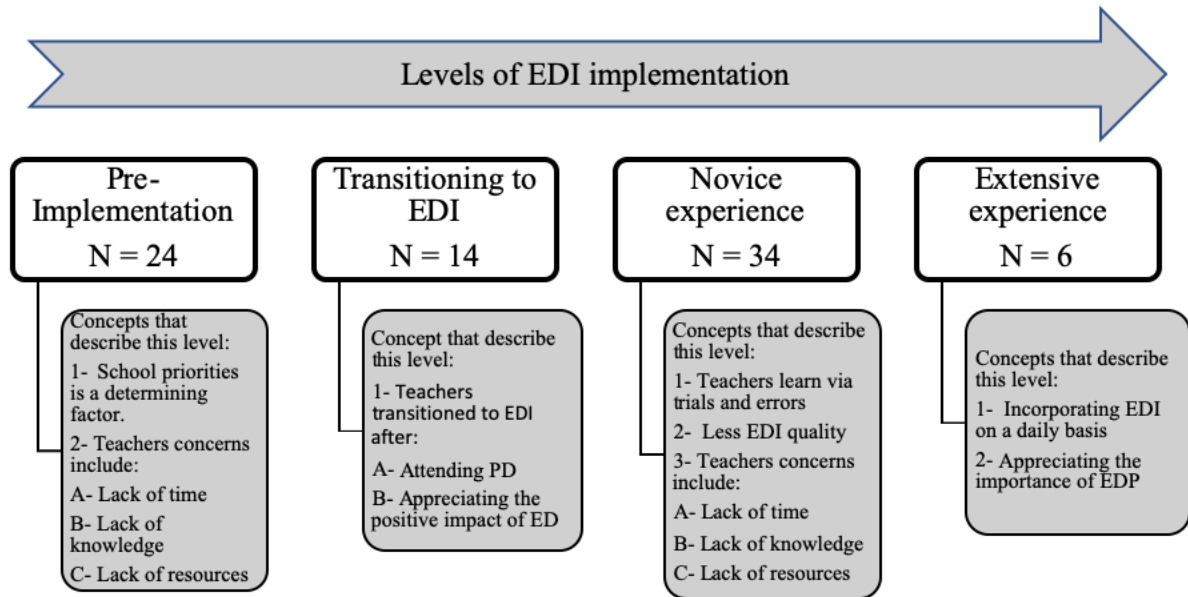 Levels of EDI implementation
Pre-
Implementation
N = 24
Concepts that
describe this level:
1- School priorities
is a determining
factor.
2- Teachers concerns
include:
A- Lack of time
B- Lack of
knowledge
C- Lack of resources
Transitioning to
EDI
N = 14
Concept that describe
this level:
1- Teachers
transitioned to EDI
after:
A- Attending PD
B- Appreciating the
positive impact of ED
Novice
experience
N = 34
Concepts that describe
this level:
1- Teachers learn via
trials and errors
2- Less EDI quality
3- Teachers concerns
include:
A- Lack of time
B- Lack of knowledge
C- Lack of resources
Extensive
experience
N = 6
Concepts that describe
this level:
1- Incorporating EDI
on a daily basis
2- Appreciating the
importance of EDP